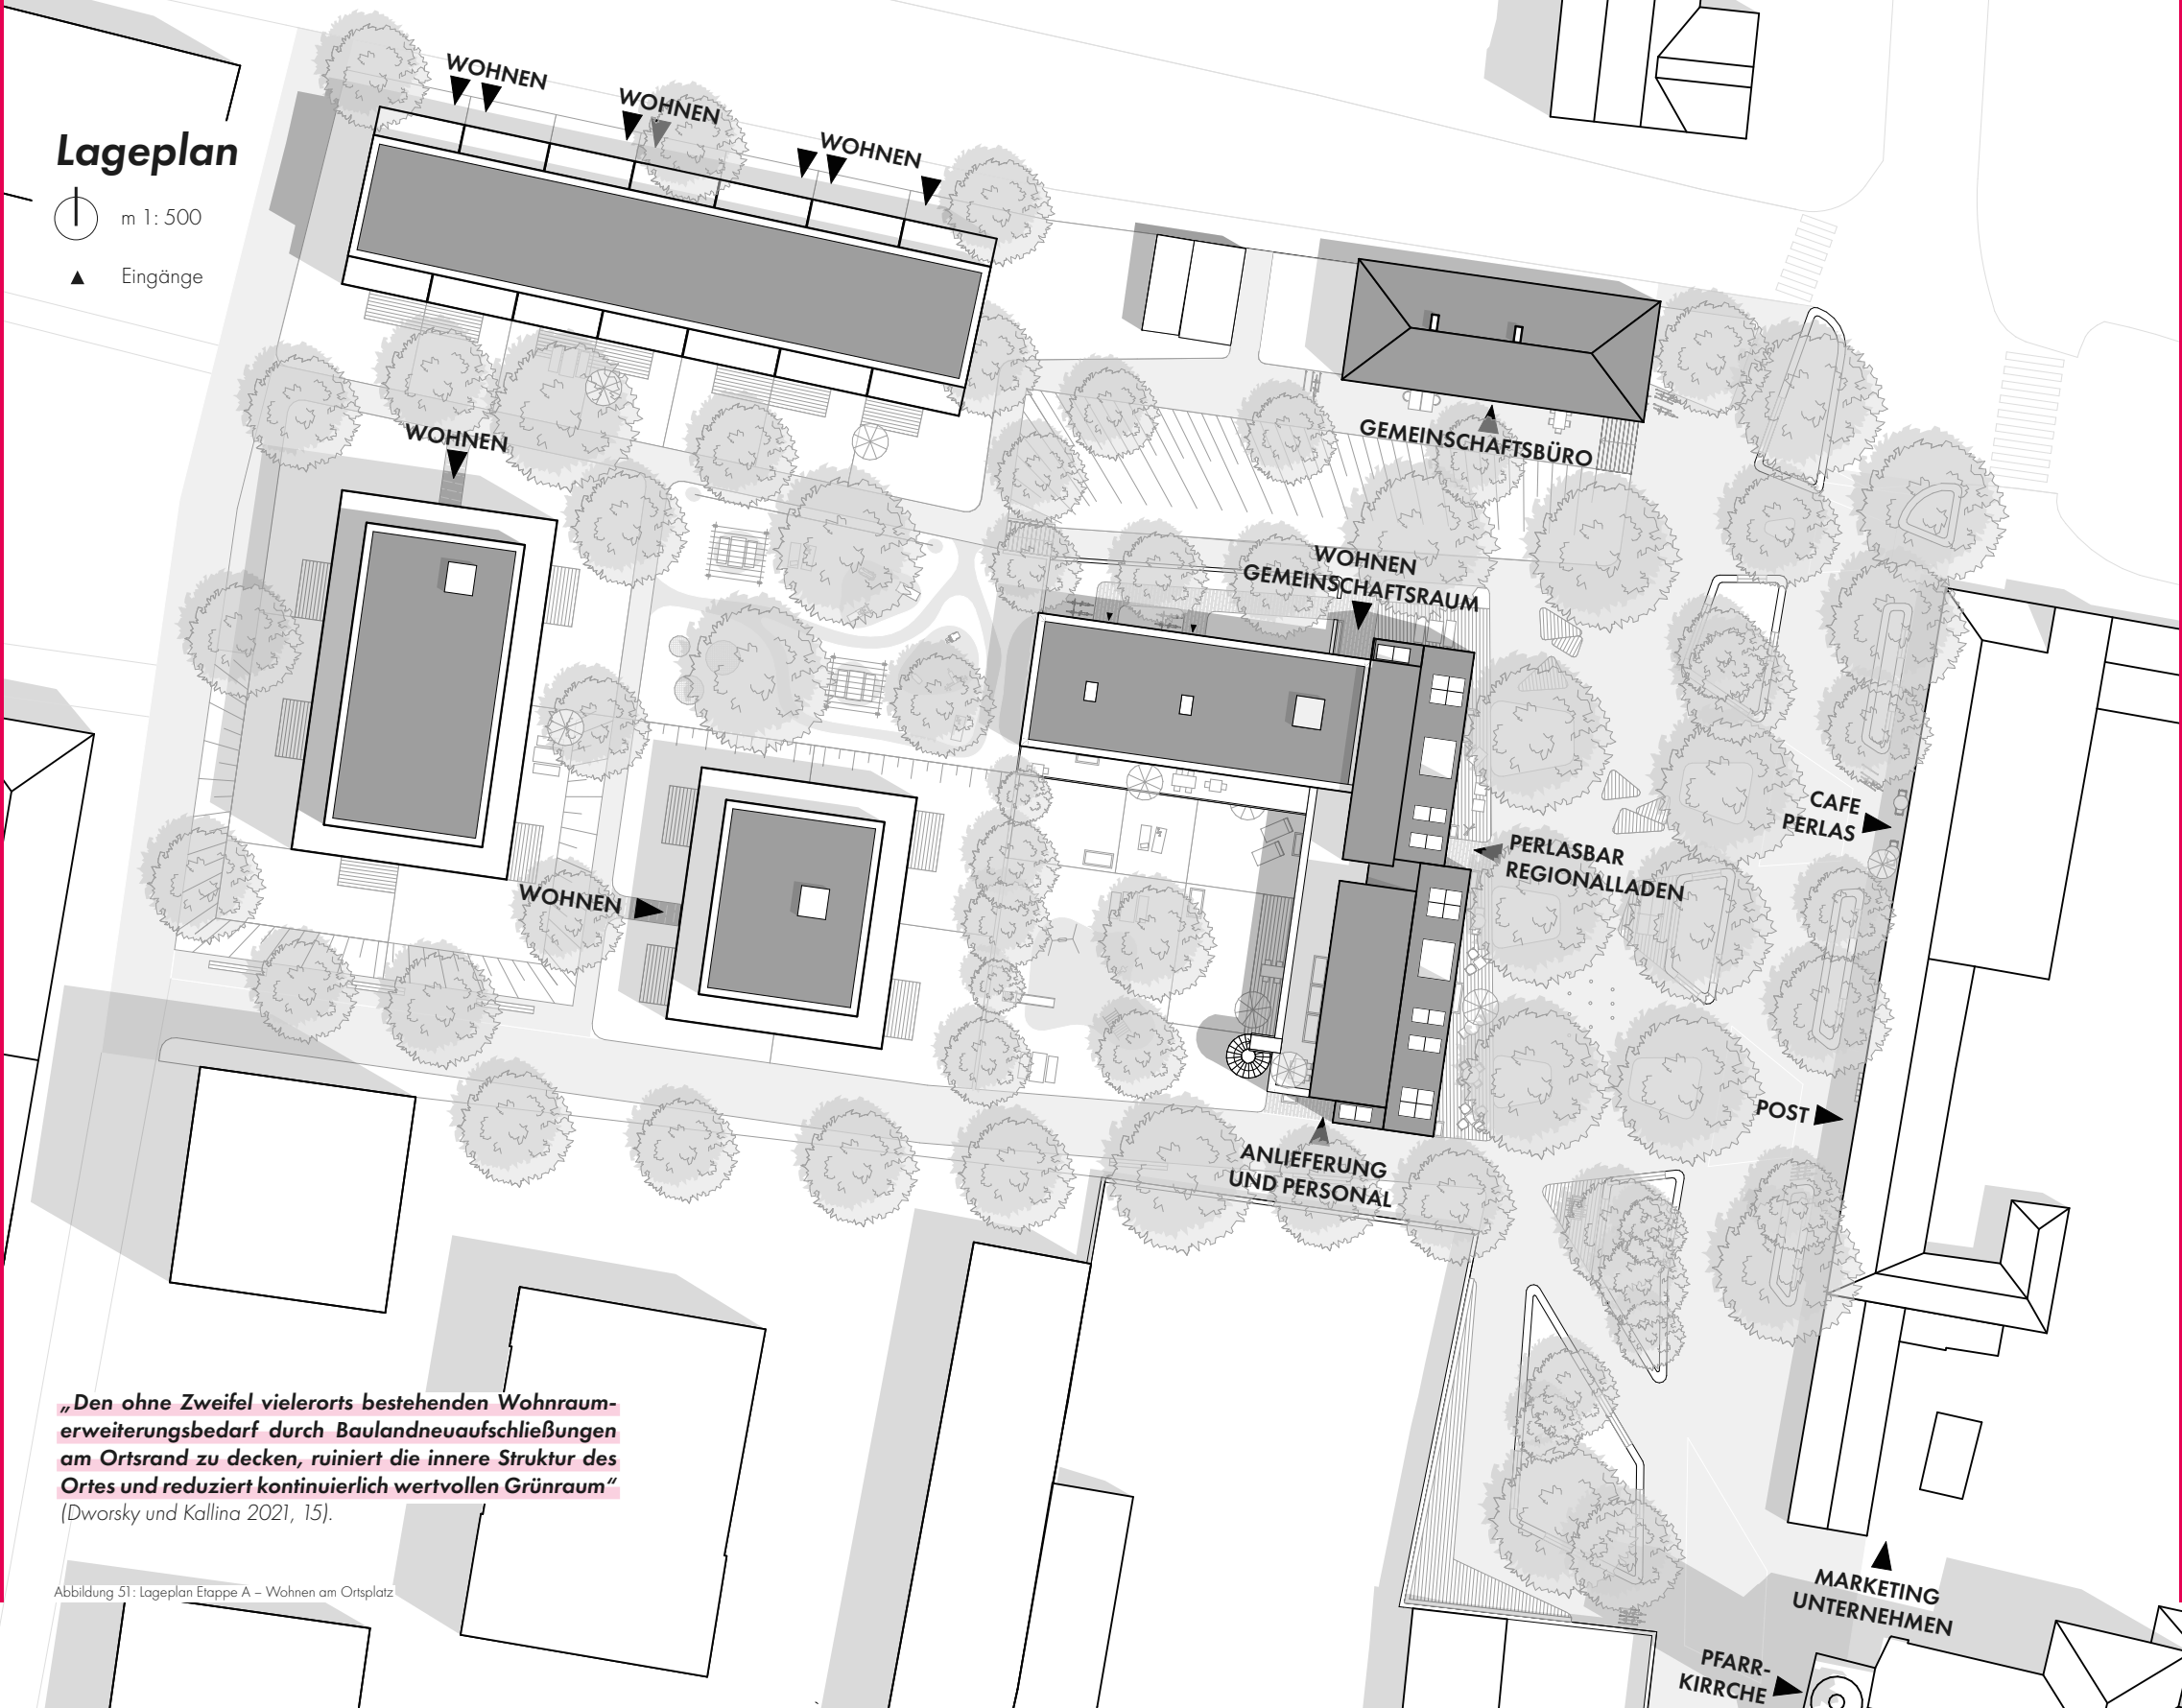 WOHNEN
WOHNEN
WOHNEN
Lageplan
m 1: 500
Eingänge
WOHNEN
GEMEINSCHAFTSBÜRO
WOHNEN
GEMEINSCHAFTSRAUM
CAFE
PERLAS
PERLASBAR
REGIONALLADEN
WOHNEN
POST
ANLIEFERUNG
UND PERSONAL
„Den ohne Zweifel vielerorts bestehenden Wohnraum-
erweiterungsbedarf durch Baulandneuaufschließungen
am Ortsrand zu decken, ruiniert die innere Struktur des
Ortes und reduziert kontinuierlich wertvollen Grünraum“
(Dworsky und Kallina 2021, 15).
Abbildung 51: Lageplan Etappe A – Wohnen am Ortsplatz
MARKETING
UNTERNEHMEN
PFARR-
KIRRCHE